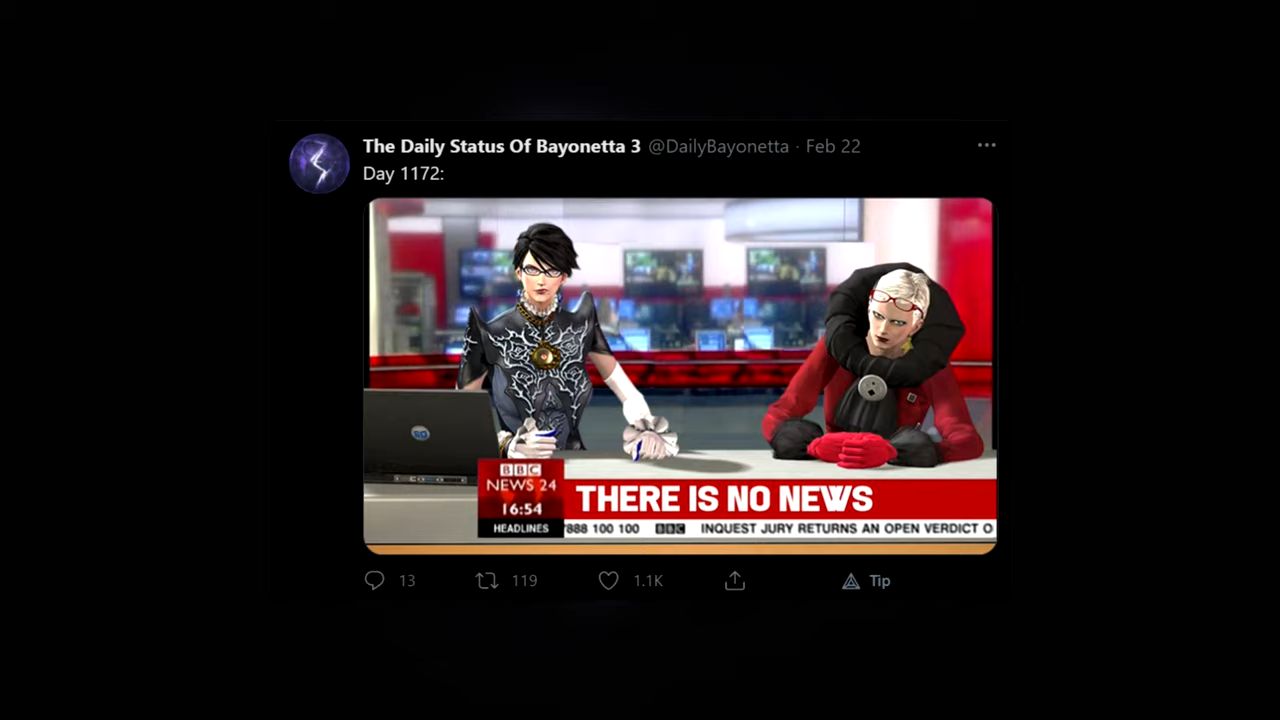 The Daily Status Of Bayonetta 3 @DailyBayonetta · Feb 22
Day 1172:
BBC
NEWS 24
16:54
HEADLINES
THERE IS NO NEWS
888 100 100 BBC INQUEST JURY RETURNS AN OPEN VERDICT O
13 119 1.1K Tip